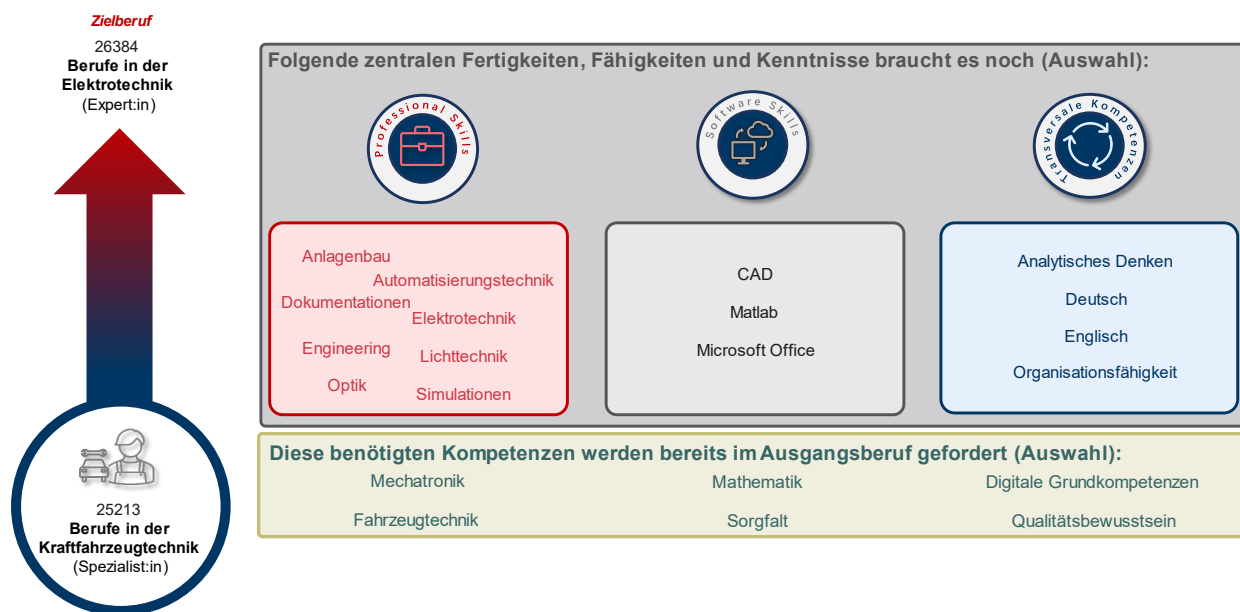 Zielberuf
26384
Berufe in der
Elektrotechnik
(Expert:in)
Folgende zentralen Fertigkeiten, Fähigkeiten und Kenntnisse braucht es noch (Auswahl):
Professional Skills
Software Skills
Transversale Kompetenzen
Anlagenbau
Automatisierungstechnik
Dokumentationen
Elektrotechnik
Engineering
Lichttechnik
Optik
Simulationen
CAD
Matlab
Microsoft Office
Analytisches Denken
Deutsch
Englisch
Organisationsfähigkeit
25213
Berufe in der
Kraftfahrzeugtechnik
(Spezialist:in)
Diese benötigten Kompetenzen werden bereits im Ausgangsberuf gefordert (Auswahl):
Mechatronik
Mathematik
Digitale Grundkompetenzen
Fahrzeugtechnik
Sorgfalt
Qualitätsbewusstsein